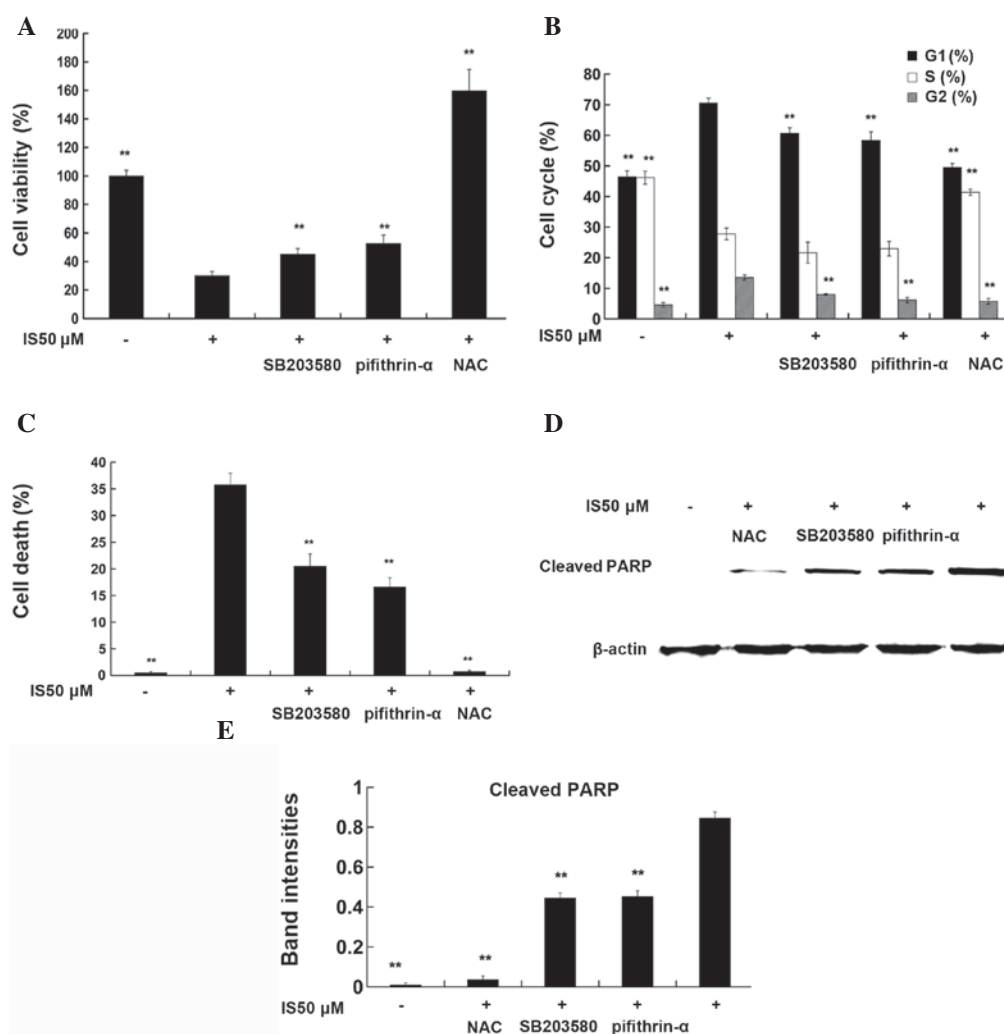 A
Cell viability (%)
200
180
160
140
120
100
80
60
40
20
0
**
**
**
**
IS50 μM - + + + +
SB203580 pifithrin-α NAC
B
G1 (%)
S (%)
G2 (%)
Cell cycle (%)
80
70
60
50
40
30
20
10
0
** **
**
**
**
**
**
**
**
**
IS50 μM - + + + +
SB203580 pifithrin-α NAC
C
Cell death (%)
40
35
30
25
20
15
10
5
0
**
**
**
**
IS50 μM - + + + +
SB203580 pifithrin-α NAC
D
IS50 μM - + + + +
NAC SB203580 pifithrin-α
Cleaved PARP
β-actin
E
Cleaved PARP
Band intensities
1
0.8
0.6
0.4
0.2
0
**
**
**
**
IS50 μM - + + + +
NAC SB203580 pifithrin-α